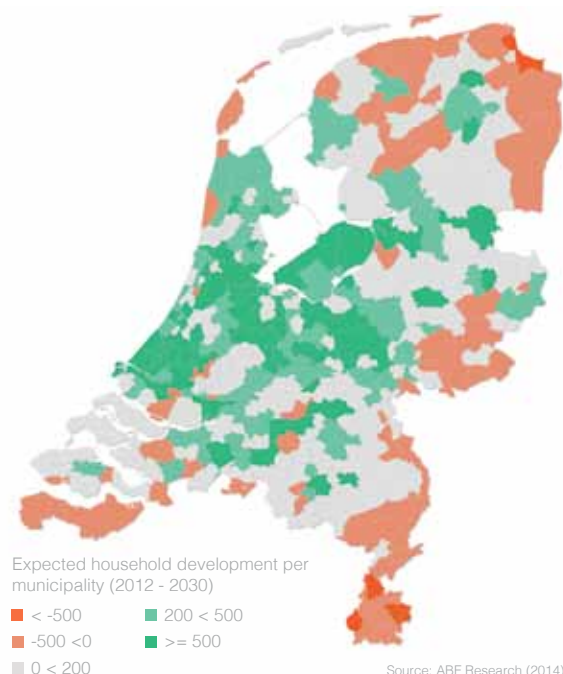 Expected household development per
municipality (2012 - 2030)
< -500
-500 <0
0 < 200
200 < 500
>= 500
Source: ABF Research (2014)